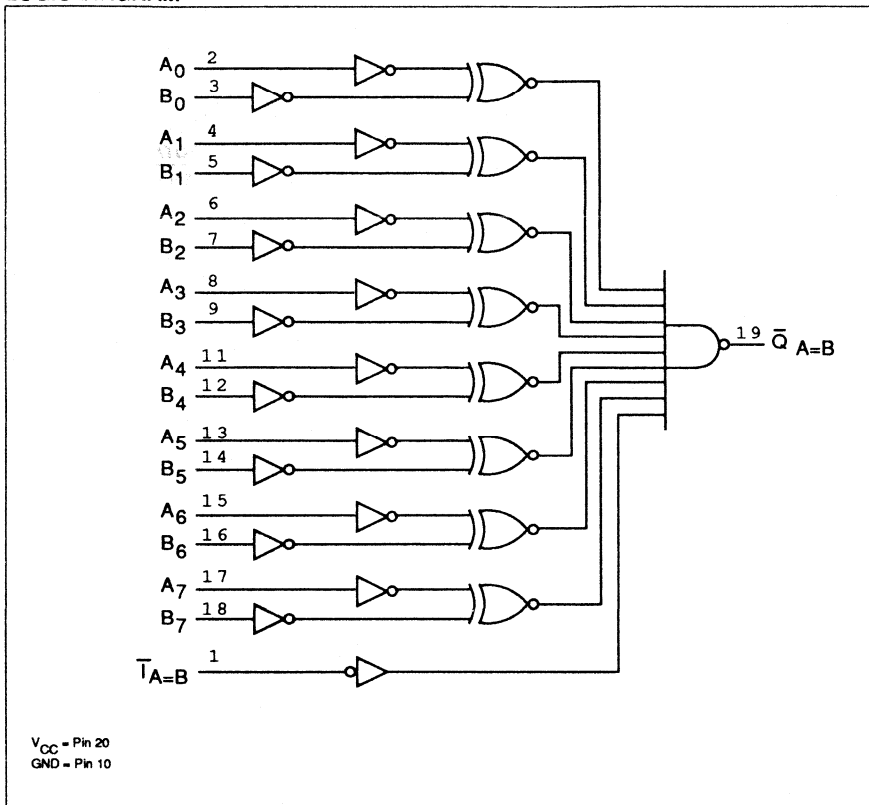 A0 2
B0 3
A1 4
B1 5
A2 6
B2 7
A3 8
B3 9
A4 11
B4 12
A5 13
B5 14
A6 15
B6 16
A7 17
B7 18
ĪA=B 1
19 Q̄ A=B
VCC = Pin 20
GND = Pin 10